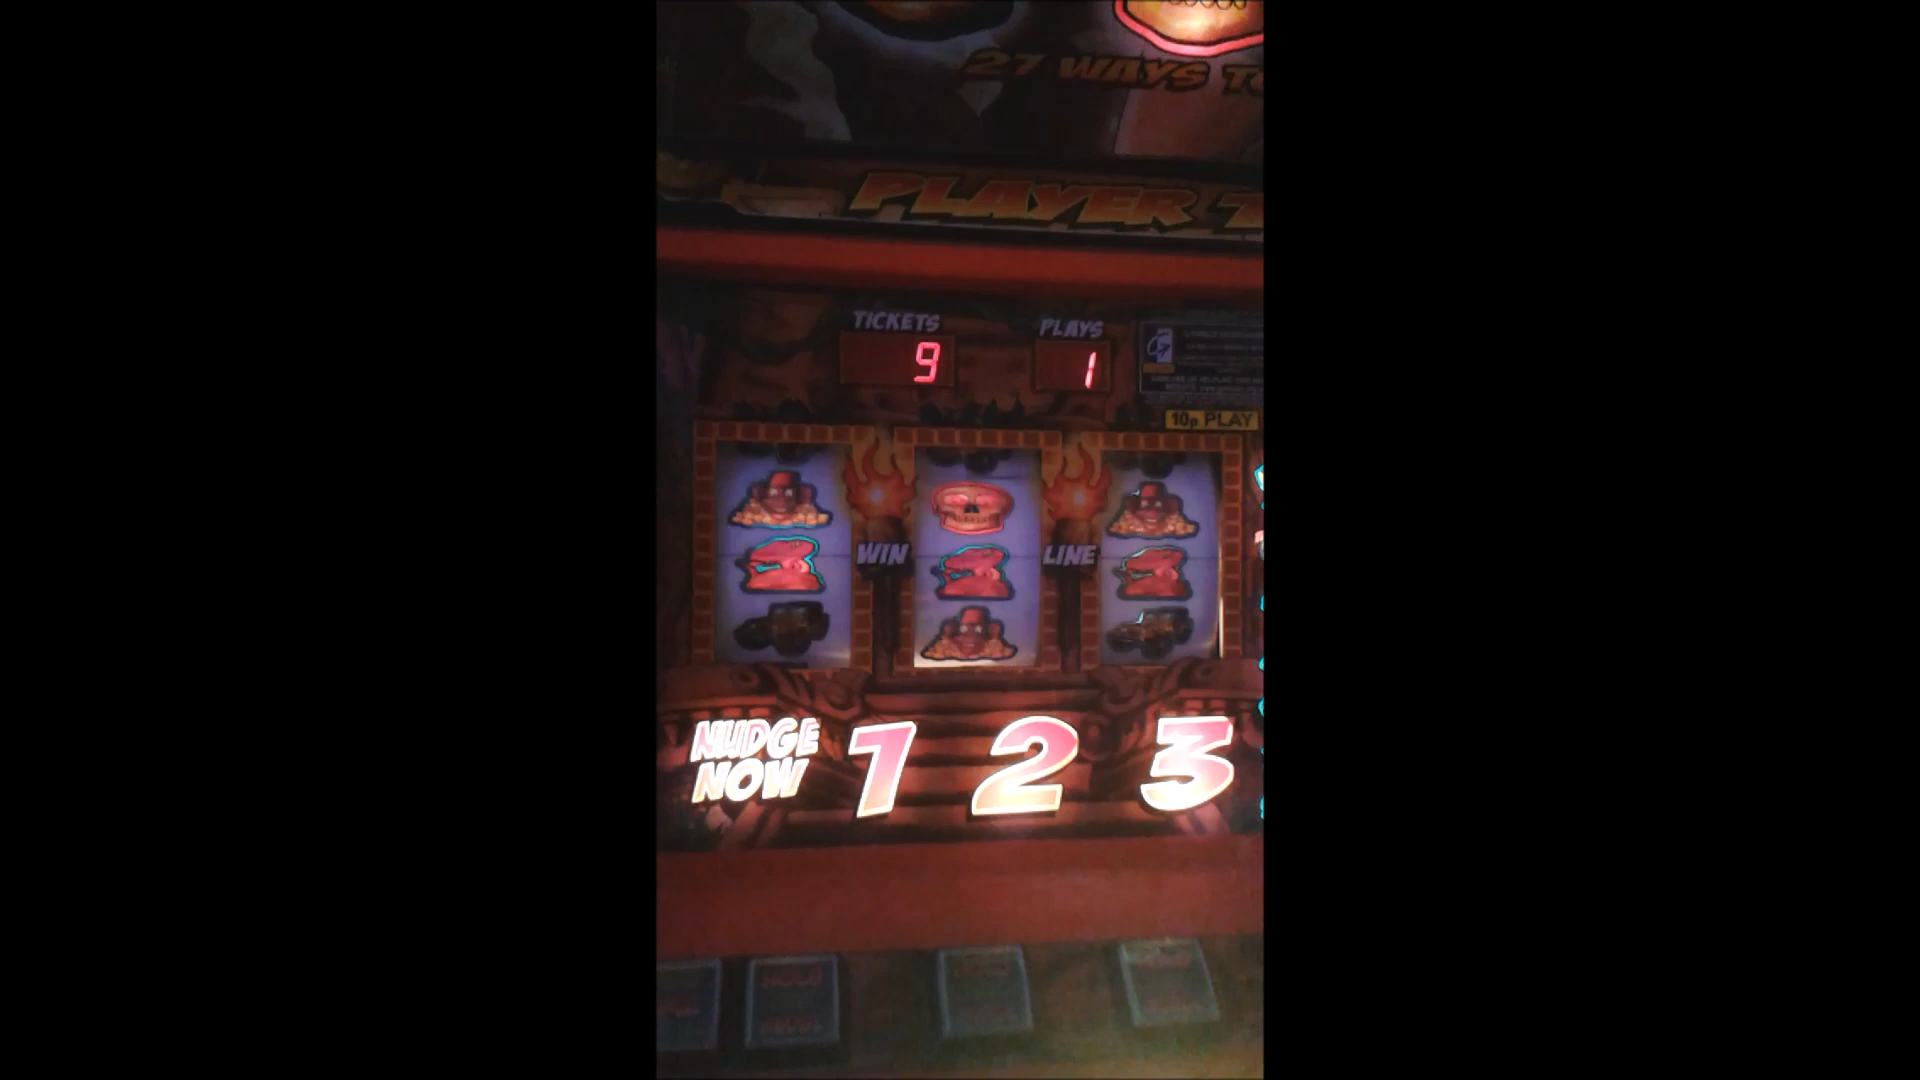 27 WAYS TO
PLAYER
TICKETS
PLAYS
9
1
10p PLAY
WIN
LINE
NUDGE
NOW
1 2 3